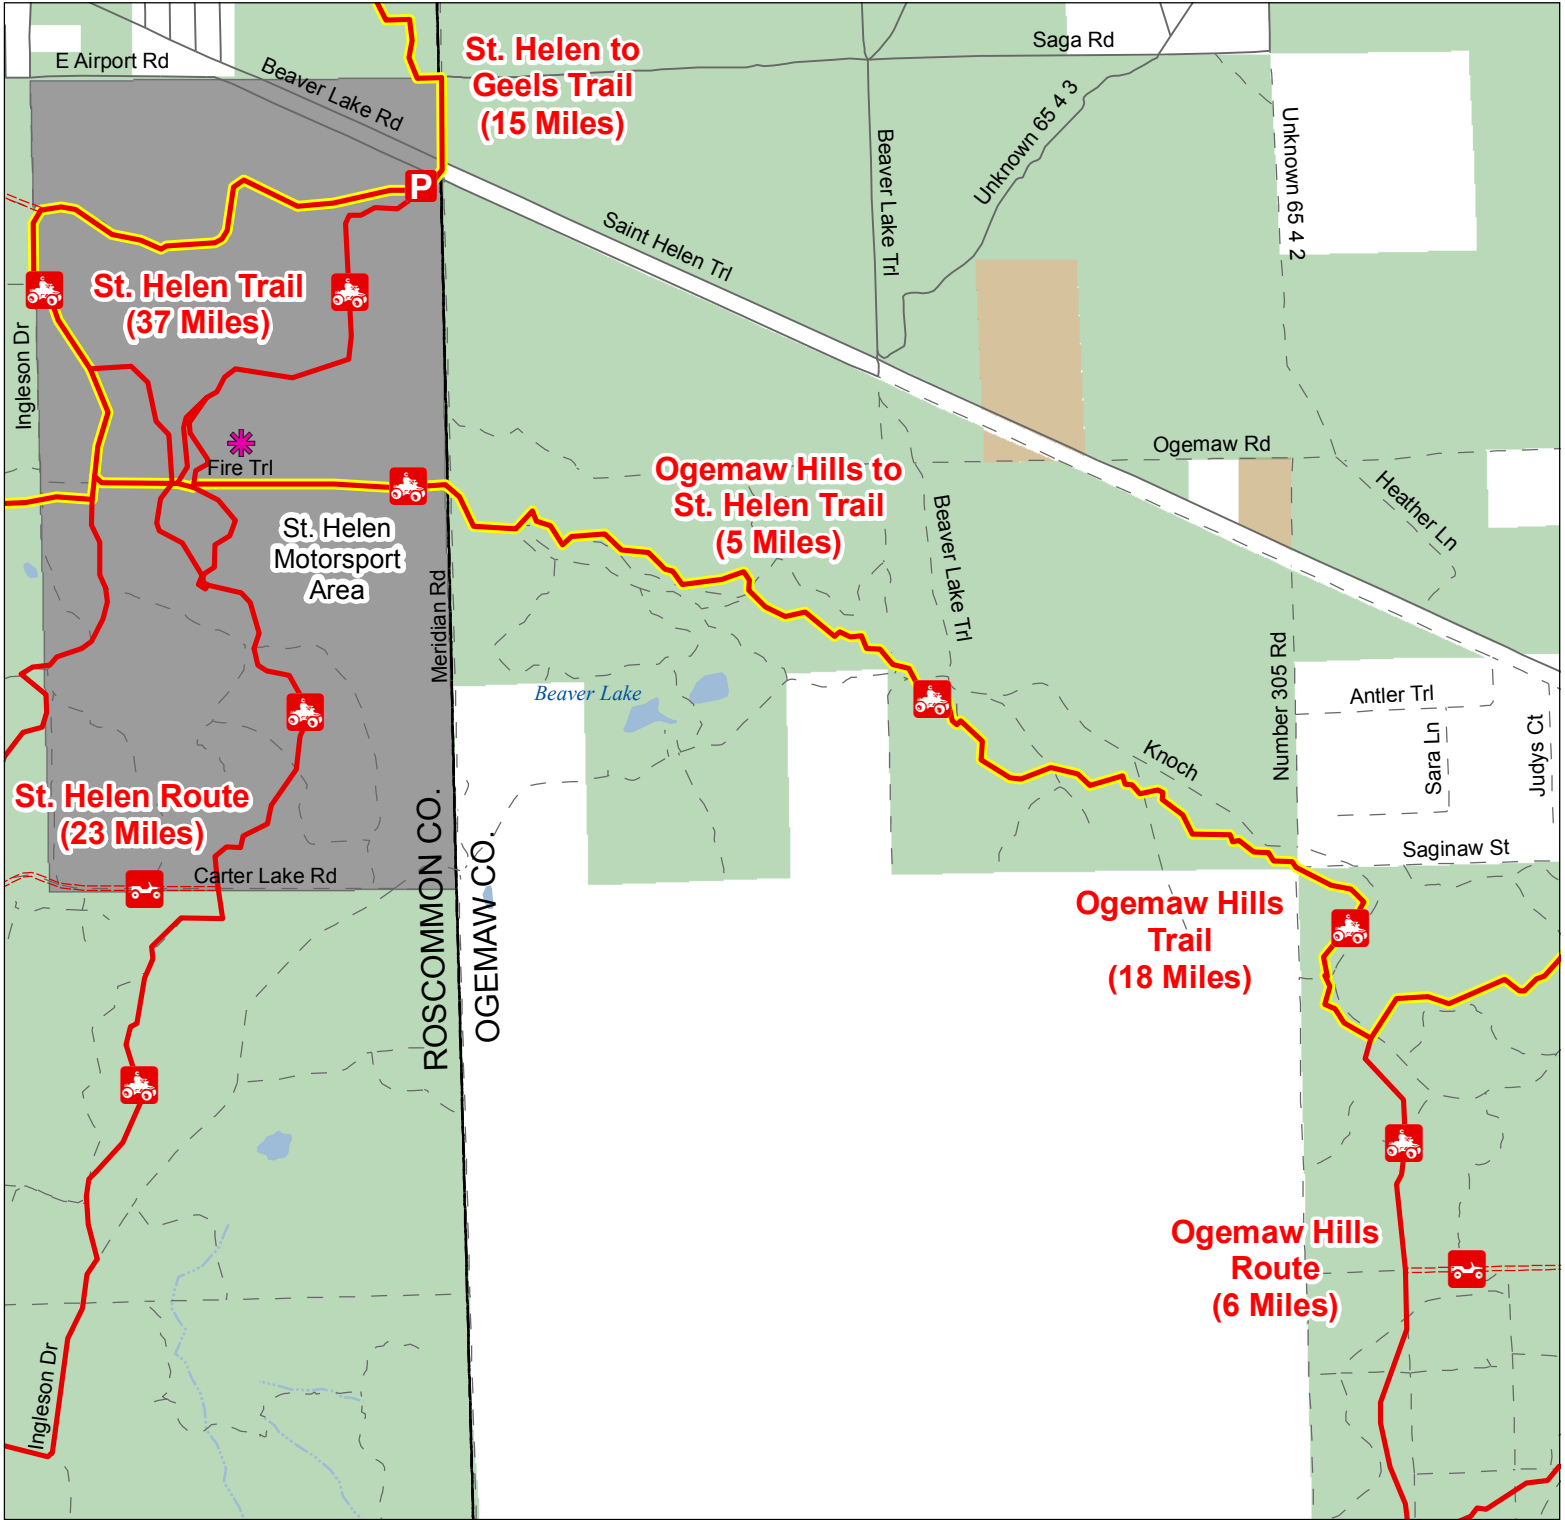 St. Helen to
Geels Trail
(15 Miles)
Saga Rd
E Airport Rd
Beaver Lake Rd
Unknown 65 4 3
Unknown 65 4 2
Beaver Lake Trl
P
Saint Helen Trl
St. Helen Trail
(37 Miles)
Ingleson Dr
Fire Trl
Ogemaw Rd
Ogemaw Hills to
St. Helen Trail
(5 Miles)
Heather Ln
Beaver Lake Trl
St. Helen
Motorsport
Area
Meridian Rd
Number 305 Rd
Beaver Lake
Antler Trl
Sara Ln
Judys Ct
Knoch
St. Helen Route
(23 Miles)
Saginaw St
Carter Lake Rd
ROSCOMMON CO.
OGEMAW CO.
Ogemaw Hills
Trail
(18 Miles)
Ogemaw Hills
Route
(6 Miles)
Ingleson Dr